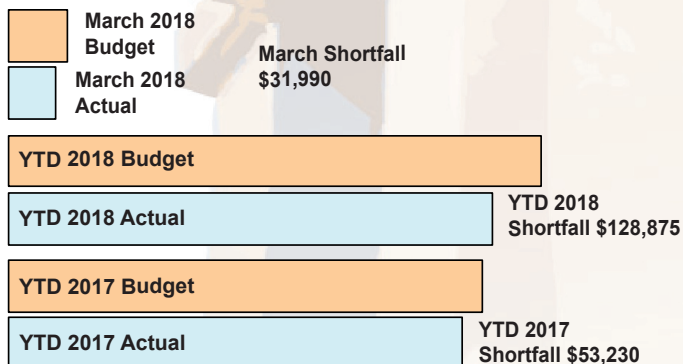 March 2018
Budget
March Shortfall
$31,990
March 2018
Actual
YTD 2018 Budget
YTD 2018 Actual
YTD 2018
Shortfall $128,875
YTD 2017 Budget
YTD 2017 Actual
YTD 2017
Shortfall $53,230